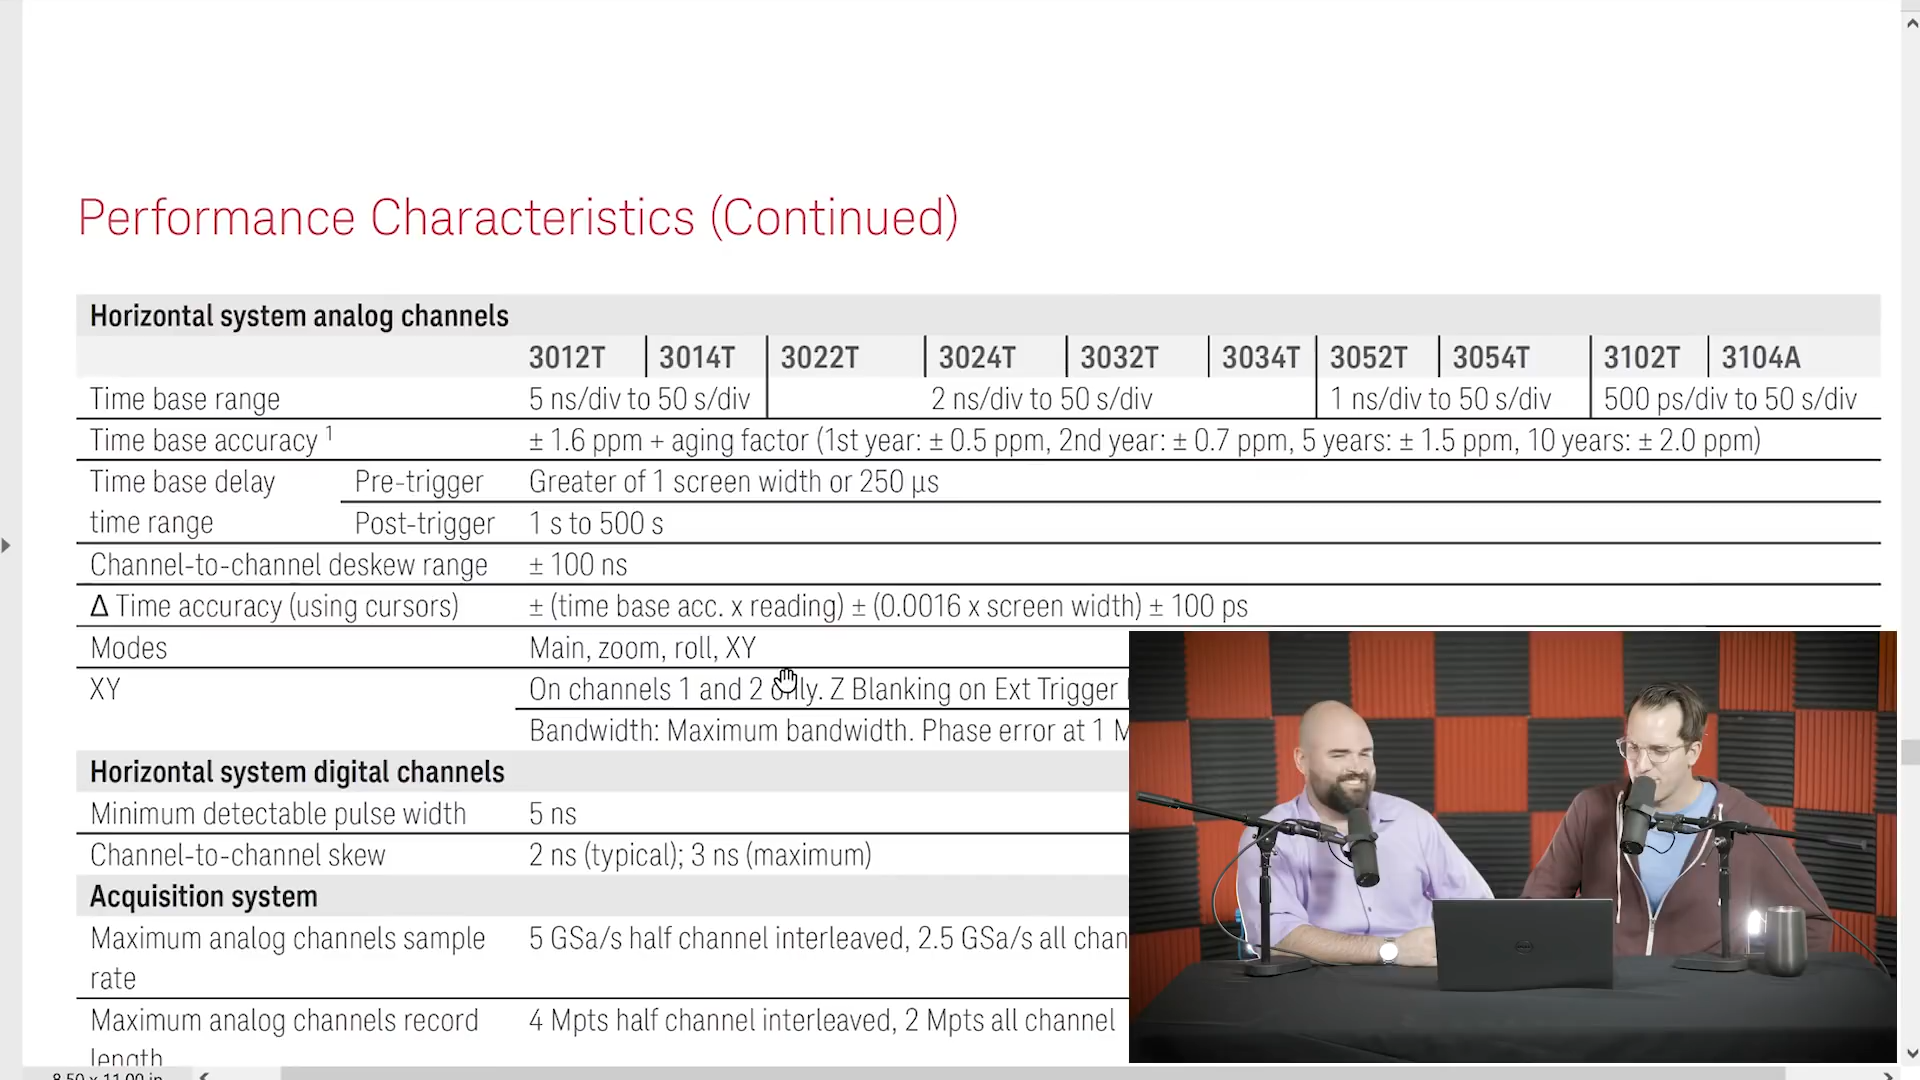 Performance Characteristics (Continued)
Horizontal system analog channels
3012T 3014T 3022T 3024T 3032T 3034T 3052T 3054T 3102T 3104A
Time base range 5 ns/div to 50 s/div 2 ns/div to 50 s/div 1 ns/div to 50 s/div 500 ps/div to 50 s/div
Time base accuracy 1 ± 1.6 ppm + aging factor (1st year: ± 0.5 ppm, 2nd year: ± 0.7 ppm, 5 years: ± 1.5 ppm, 10 years: ± 2.0 ppm)
Time base delay Pre-trigger Greater of 1 screen width or 250 µs
time range Post-trigger 1 s to 500 s
Channel-to-channel deskew range ± 100 ns
Δ Time accuracy (using cursors) ± (time base acc. x reading) ± (0.0016 x screen width) ± 100 ps
Modes Main, zoom, roll, XY
XY On channels 1 and 2 only. Z Blanking on Ext Trigger
Bandwidth: Maximum bandwidth. Phase error at 1 M
Horizontal system digital channels
Minimum detectable pulse width 5 ns
Channel-to-channel skew 2 ns (typical); 3 ns (maximum)
Acquisition system
Maximum analog channels sample 5 GSa/s half channel interleaved, 2.5 GSa/s all chan
rate
Maximum analog channels record 4 Mpts half channel interleaved, 2 Mpts all channel
length
8.50 x 11.00 in